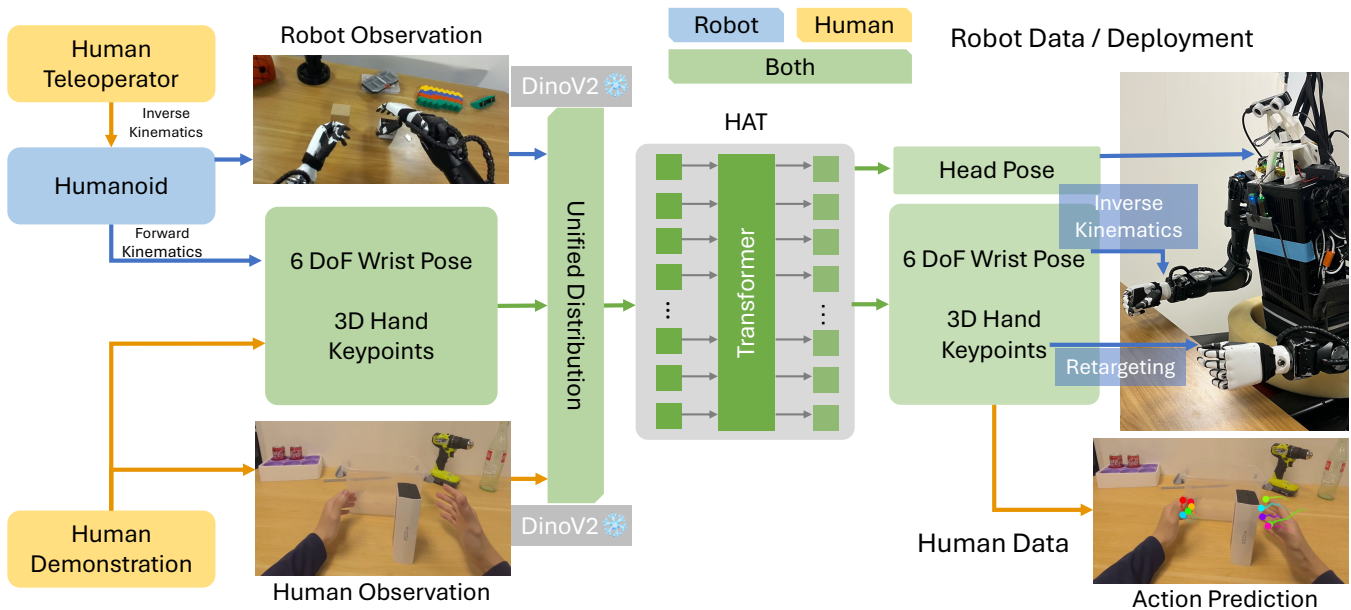 Human
Teleoperator
Inverse
Kinematics
Humanoid
Forward
Kinematics
Human
Demonstration
Robot Observation
6 DoF Wrist Pose
3D Hand
Keypoints
Human Observation
DinoV2
Unified Distribution
DinoV2
Robot
Human
Both
HAT
...
Transformer
...
Robot Data / Deployment
Head Pose
Inverse
Kinematics
6 DoF Wrist Pose
3D Hand
Keypoints
Retargeting
Human Data
Action Prediction